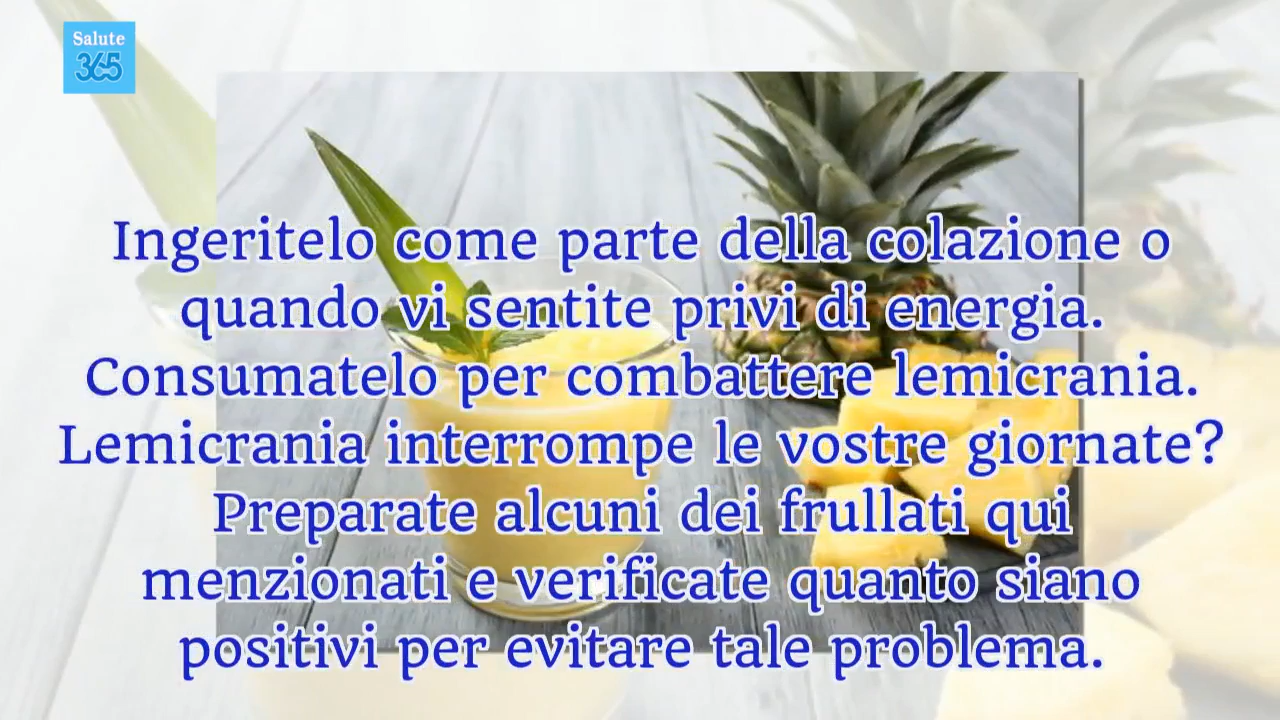 Salute
365
Ingeritelo come parte della colazione o
quando vi sentite privi di energia.
Consumatelo per combattere lemicrania.
Lemicrania interrompe le vostre giornate?
Preparate alcuni dei frullati qui
menzionati e verificate quanto siano
positivi per evitare tale problema.